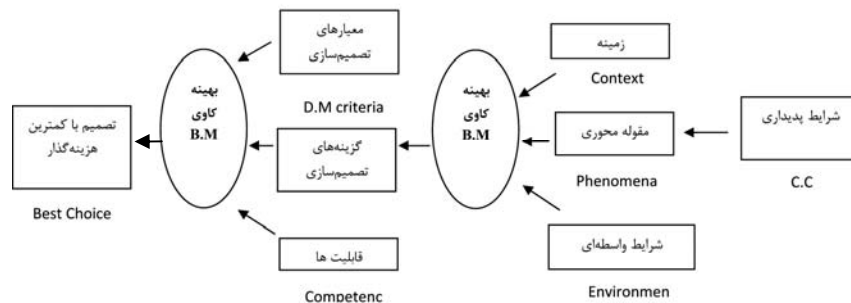 شرایط پدیداری
C.C
زمینه
Context
مقوله محوری
Phenomena
شرایط واسطه‌ای
Environmen
بهینه
کاوی
B.M
معیارهای
تصمیم‌سازی
D.M criteria
گزینه‌های
تصمیم‌سازی
قابلیت ها
Competenc
بهینه
کاوی
B.M
تصمیم با کمترین
هزینه‌گذار
Best Choice